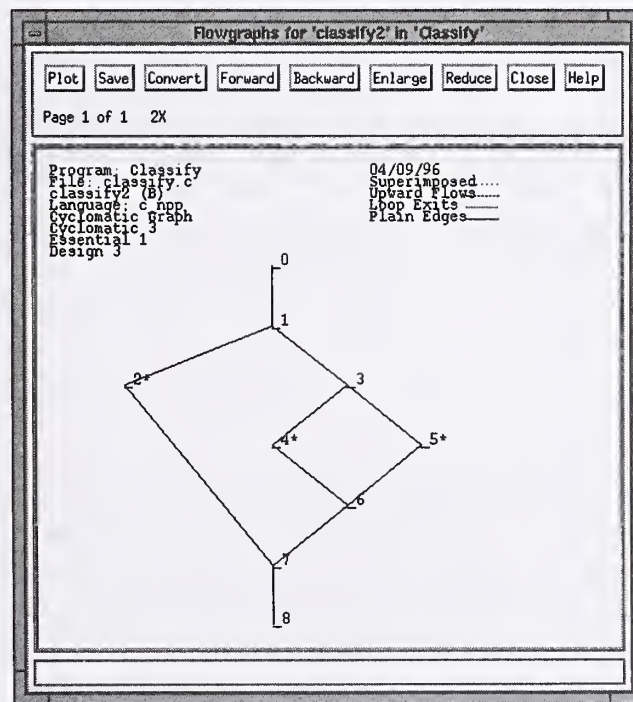 Flowgraphs for 'classify2' in 'Classify'
Plot Save Convert Forward Backward Enlarge Reduce Close Help
Page 1 of 1 2X
Program: Classify
File: classify.c
Classify2 (B)
Language: c_npp
Cyclomatic Graph
Cyclomatic 3
Essential 1
Design 3
04/09/96
Superimposed....
Upward Flows
Loop Exits
Plain Edges
0
1
2*
3
4*
5*
6
7
8